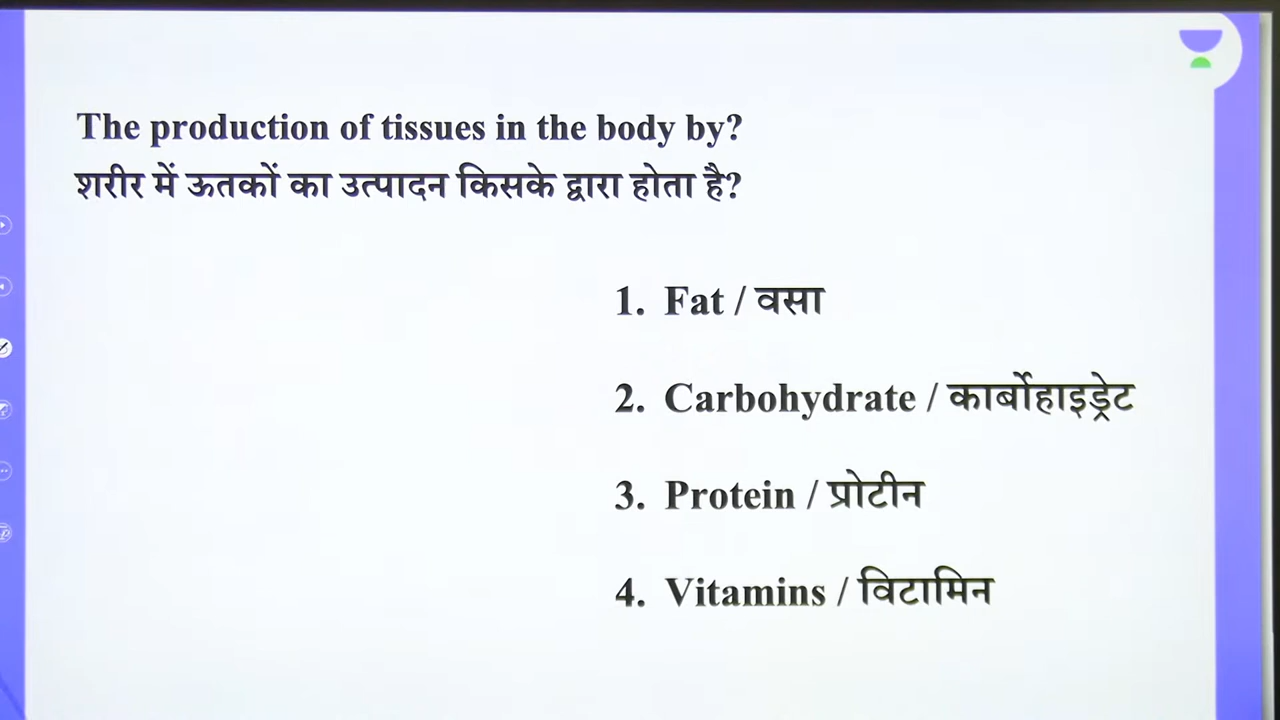 The production of tissues in the body by?
शरीर में ऊतकों का उत्पादन किसके द्वारा होता है?
1. Fat / वसा
2. Carbohydrate / कार्बोहाइड्रेट
3. Protein / प्रोटीन
4. Vitamins / विटामिन